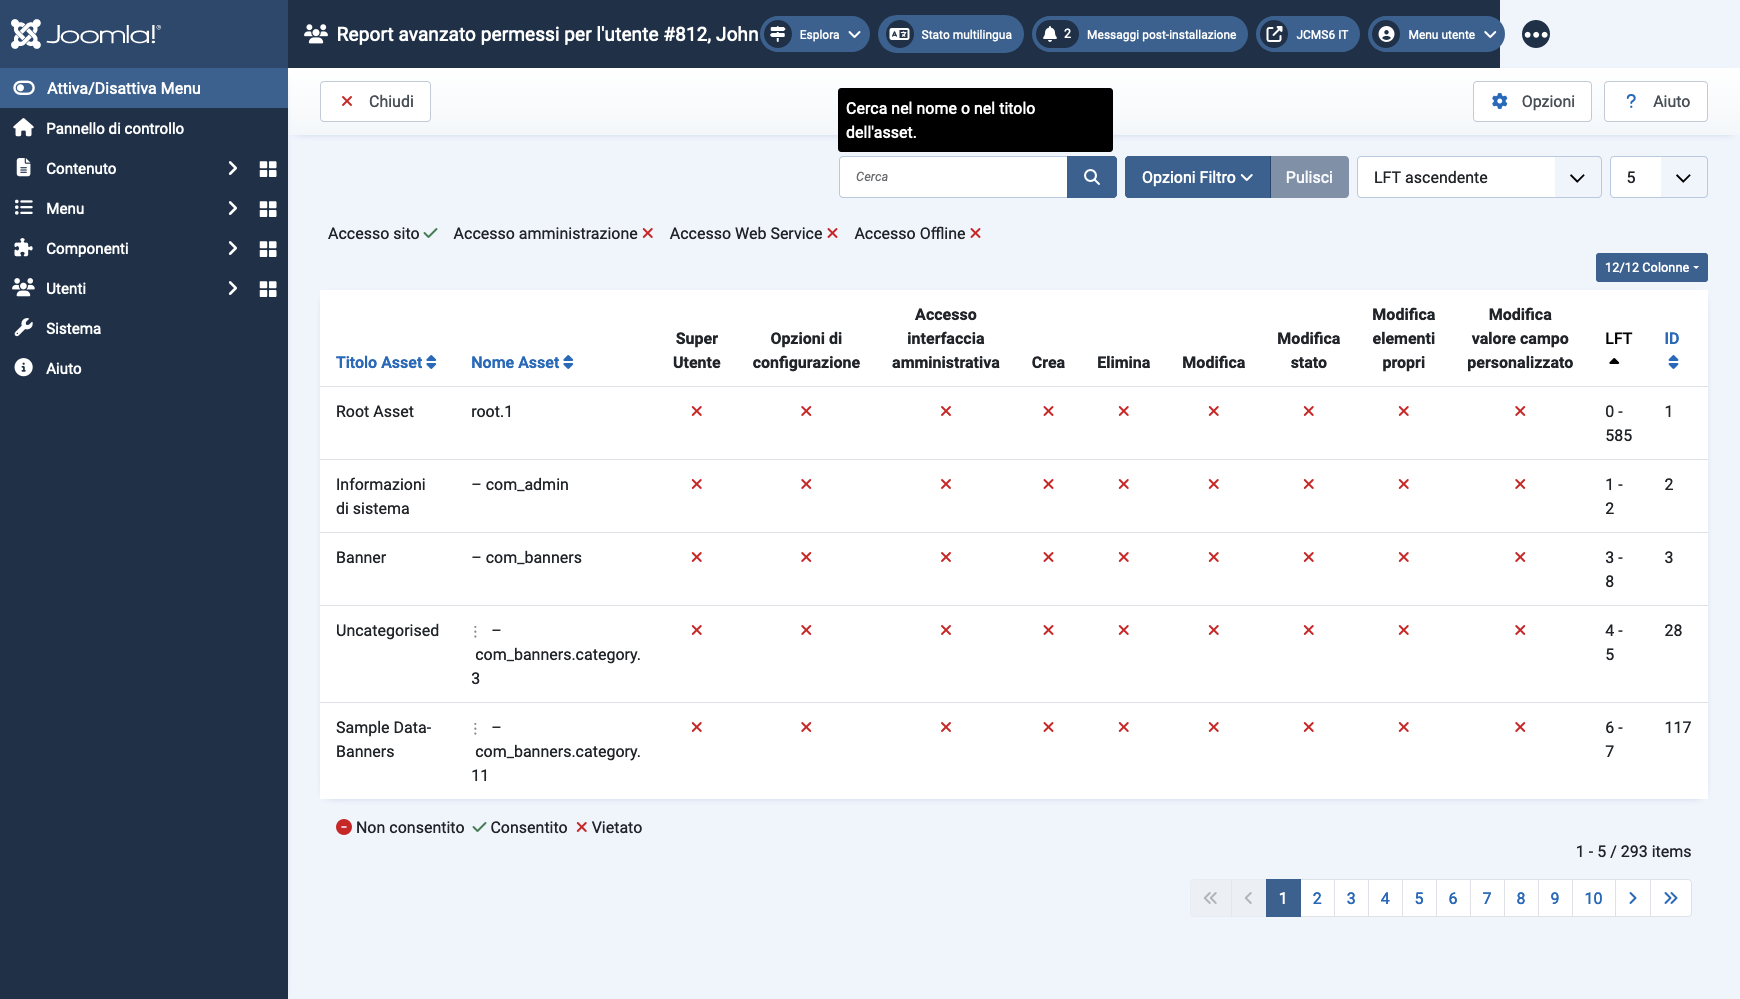 Joomla!
Report avanzato permessi per l'utente #812, John
Esplora
Stato multilingua
2 Messaggi post-installazione
JCMS6 IT
Menu utente
Attiva/Disattiva Menu
Pannello di controllo
Contenuto
Menu
Componenti
Utenti
Sistema
Aiuto
Chiudi
Opzioni
? Aiuto
Cerca nel nome o nel titolo
dell'asset.
Cerca
Opzioni Filtro
Pulisci
LFT ascendente
5
Accesso sito Accesso amministrazione Accesso Web Service Accesso Offline
12/12 Colonne
Titolo Asset
Nome Asset
Super
Utente
Opzioni di
configurazione
Accesso
interfaccia
amministrativa
Crea
Elimina
Modifica
Modifica
stato
Modifica
elementi
propri
Modifica
valore campo
personalizzato
LFT
ID
Root Asset
root.1
0 -
585
1
Informazioni
di sistema
– com_admin
1 -
2
2
Banner
– com_banners
3 -
8
3
Uncategorised
⋮ –
com_banners.category.
3
4 -
5
28
Sample Data-
Banners
⋮ –
com_banners.category.
11
6 -
7
117
Non consentito Consentito Vietato
1 - 5 / 293 items
1 2 3 4 5 6 7 8 9 10